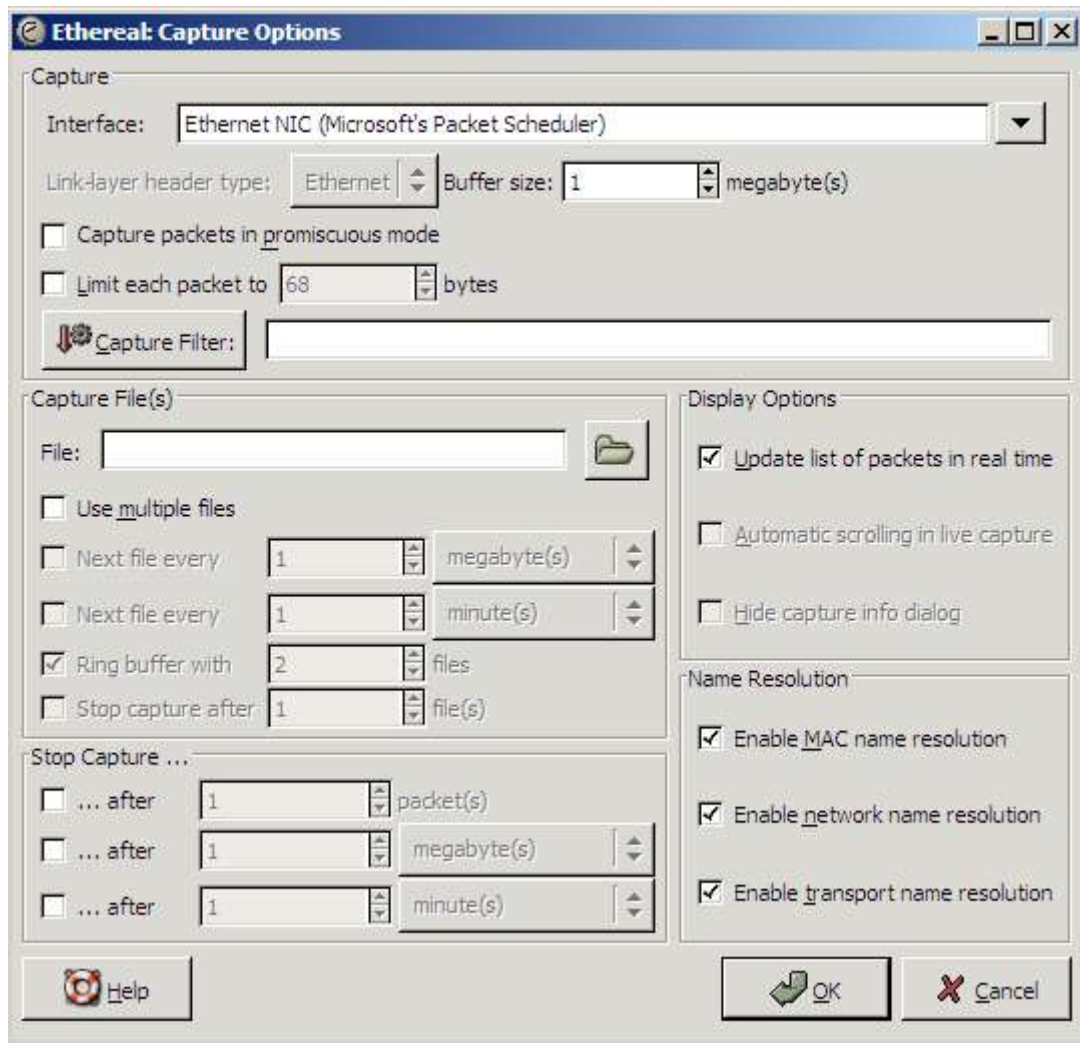 Ethereal: Capture Options
Capture
Interface: Ethernet NIC (Microsoft's Packet Scheduler)
Link-layer header type: Ethernet Buffer size: 1 megabyte(s)
Capture packets in promiscuous mode
Limit each packet to 68 bytes
Capture Filter:
Capture File(s)
File:
Use multiple files
Next file every 1 megabyte(s)
Next file every 1 minute(s)
Ring buffer with 2 files
Stop capture after 1 file(s)
Stop Capture ...
... after 1 packet(s)
... after 1 megabyte(s)
... after 1 minute(s)
Display Options
Update list of packets in real time
Automatic scrolling in live capture
Hide capture info dialog
Name Resolution
Enable MAC name resolution
Enable network name resolution
Enable transport name resolution
Help OK Cancel